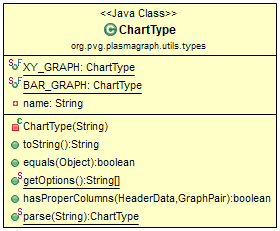 <<Java Class>>
C ChartType
org.pvg.plasmagraph.utils.types
S F XY_GRAPH: ChartType
S F BAR_GRAPH: ChartType
name: String
C ChartType(String)
toString():String
equals(Object):boolean
S getOptions():String[]
hasProperColumns(HeaderData,GraphPair):boolean
S parse(String):ChartType